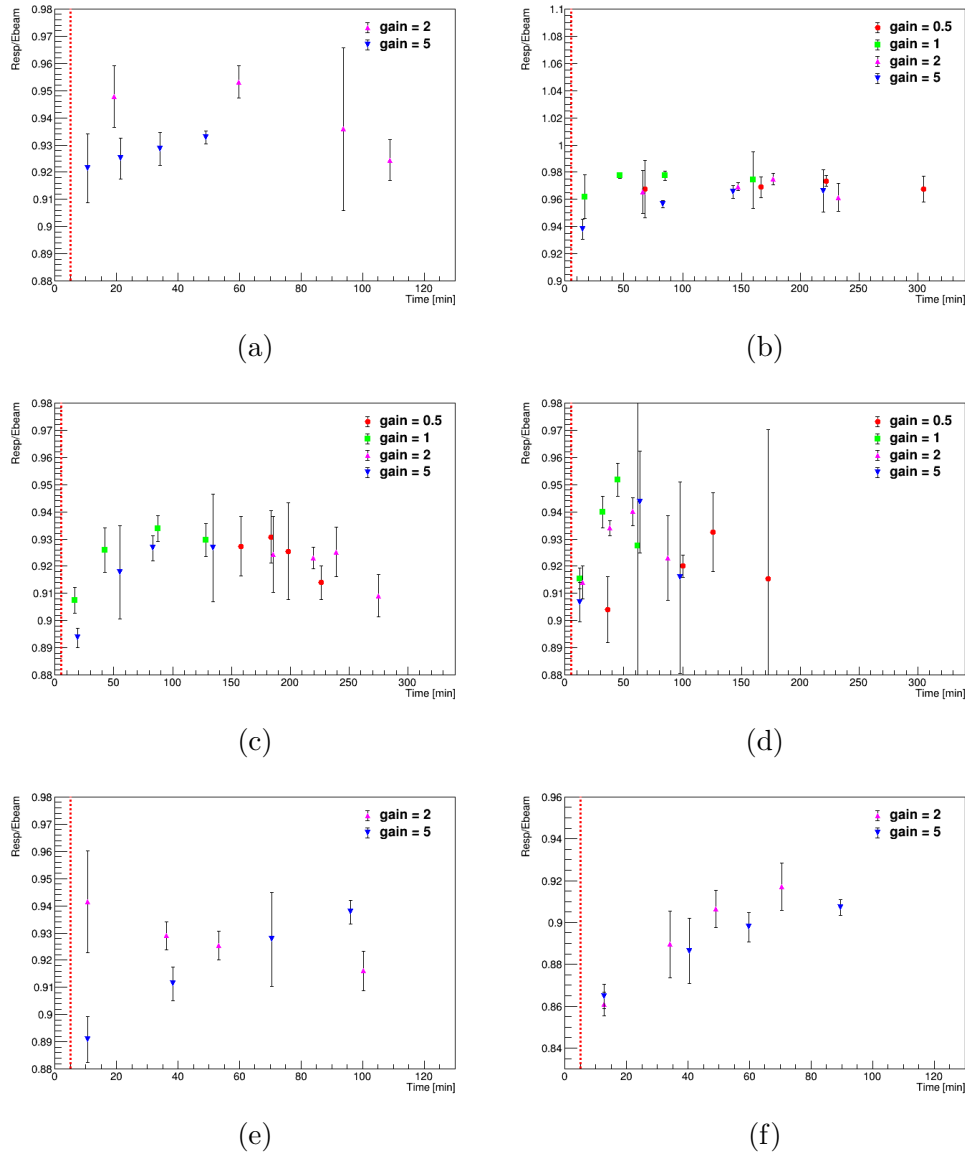 Resp/Ebeam
0.98
0.97
0.96
0.95
0.94
0.93
0.92
0.91
0.9
0.89
0.88
0 20 40 60 80 100 120
Time [min]
gain = 2
gain = 5
(a)
Resp/Ebeam
1.1
1.08
1.06
1.04
1.02
1
0.98
0.96
0.94
0.92
0.9
0 50 100 150 200 250 300
Time [min]
gain = 0.5
gain = 1
gain = 2
gain = 5
(b)
Resp/Ebeam
0.98
0.97
0.96
0.95
0.94
0.93
0.92
0.91
0.9
0.89
0.88
0 50 100 150 200 250 300
Time [min]
gain = 0.5
gain = 1
gain = 2
gain = 5
(c)
Resp/Ebeam
0.98
0.97
0.96
0.95
0.94
0.93
0.92
0.91
0.9
0.89
0.88
0 50 100 150 200 250 300
Time [min]
gain = 0.5
gain = 1
gain = 2
gain = 5
(d)
Resp/Ebeam
0.98
0.97
0.96
0.95
0.94
0.93
0.92
0.91
0.9
0.89
0.88
0 20 40 60 80 100 120
Time [min]
gain = 2
gain = 5
(e)
Resp/Ebeam
0.96
0.94
0.92
0.9
0.88
0.86
0.84
0 20 40 60 80 100 120
Time [min]
gain = 2
gain = 5
(f)